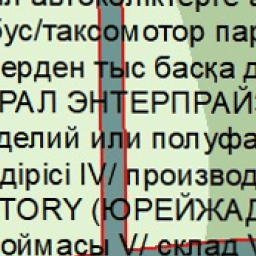 л автокөліктерге а
бус/таксомотор пар
ерден тыс басқа д
РАЛ ЭНТЕРПРАЙЗ
делий или полуфа
дірісі IV/ производ
TORY (ЮРЕЙЖАД
оймасы V/ склад V